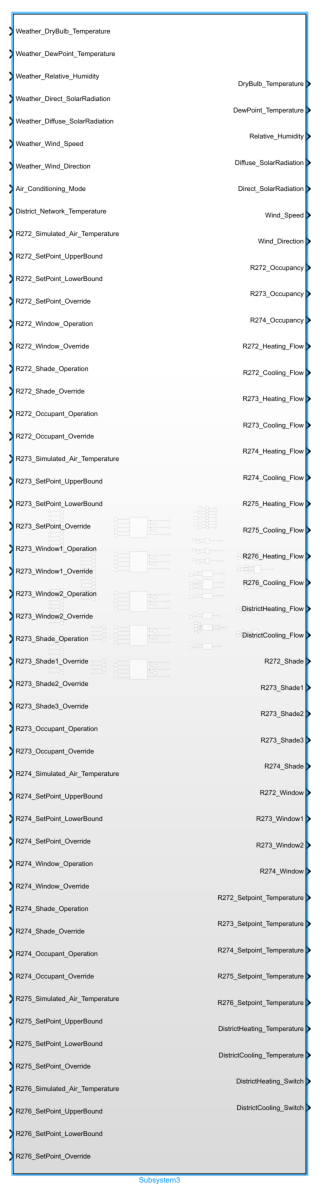 Weather_DryBulb_Temperature
Weather_DewPoint_Temperature
Weather_Relative_Humidity
Weather_Direct_SolarRadiation
Weather_Diffuse_SolarRadiation
Weather_Wind_Speed
Weather_Wind_Direction
Air_Conditioning_Mode
District_Network_Temperature
R272_Simulated_Air_Temperature
R272_SetPoint_UpperBound
R272_SetPoint_LowerBound
R272_SetPoint_Override
R272_Window_Operation
R272_Window_Override
R272_Shade_Operation
R272_Shade_Override
R272_Occupant_Operation
R272_Occupant_Override
R273_Simulated_Air_Temperature
R273_SetPoint_UpperBound
R273_SetPoint_LowerBound
R273_SetPoint_Override
R273_Window1_Operation
R273_Window1_Override
R273_Window2_Operation
R273_Window2_Override
R273_Shade_Operation
R273_Shade1_Override
R273_Shade2_Override
R273_Shade3_Override
R273_Occupant_Operation
R273_Occupant_Override
R274_Simulated_Air_Temperature
R274_SetPoint_UpperBound
R274_SetPoint_LowerBound
R274_SetPoint_Override
R274_Window_Operation
R274_Window_Override
R274_Shade_Operation
R274_Shade_Override
R274_Occupant_Operation
R274_Occupant_Override
R275_Simulated_Air_Temperature
R275_SetPoint_UpperBound
R275_SetPoint_LowerBound
R275_SetPoint_Override
R276_Simulated_Air_Temperature
R276_SetPoint_UpperBound
R276_SetPoint_LowerBound
R276_SetPoint_Override
DryBulb_Temperature
DewPoint_Temperature
Relative_Humidity
Diffuse_SolarRadiation
Direct_SolarRadiation
Wind_Speed
Wind_Direction
R272_Occupancy
R273_Occupancy
R274_Occupancy
R272_Heating_Flow
R272_Cooling_Flow
R273_Heating_Flow
R273_Cooling_Flow
R274_Heating_Flow
R274_Cooling_Flow
R275_Heating_Flow
R275_Cooling_Flow
R276_Heating_Flow
R276_Cooling_Flow
DistrictHeating_Flow
DistrictCooling_Flow
R272_Shade
R273_Shade1
R273_Shade2
R273_Shade3
R274_Shade
R272_Window
R273_Window1
R273_Window2
R274_Window
R272_Setpoint_Temperature
R273_Setpoint_Temperature
R274_Setpoint_Temperature
R275_Setpoint_Temperature
R276_Setpoint_Temperature
DistrictHeating_Temperature
DistrictCooling_Temperature
DistrictHeating_Switch
DistrictCooling_Switch
Subsystem3